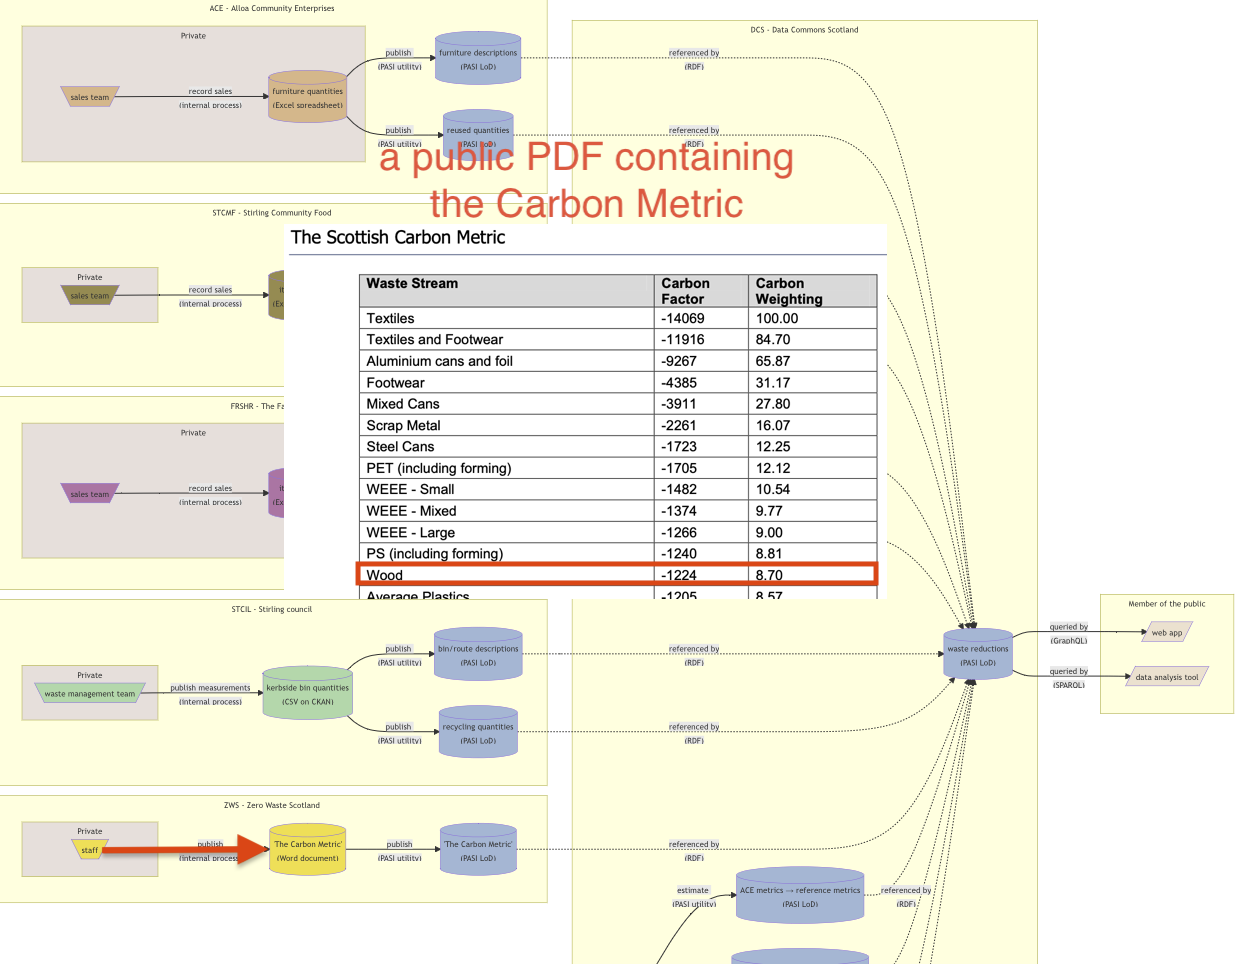 ACE - Alloa Community Enterprises
Private
sales team
record sales
(internal process)
furniture quantities
(Excel spreadsheet)
publish
(PASI utility)
furniture descriptions
(PASI LoD)
publish
(PASI utility)
reused quantities
(PASI LoD)
DCS - Data Commons Scotland
referenced by
(RDF)
referenced by
(RDF)
a public PDF containing
the Carbon Metric
STCMF - Stirling Community Food
Private
sales team
record sales
(internal process)
FRSHR - The
Private
sales team
record sales
(internal process)
The Scottish Carbon Metric
Waste Stream Carbon Factor Carbon Weighting
Textiles -14069 100.00
Textiles and Footwear -11916 84.70
Aluminium cans and foil -9267 65.87
Footwear -4385 31.17
Mixed Cans -3911 27.80
Scrap Metal -2261 16.07
Steel Cans -1723 12.25
PET (including forming) -1705 12.12
WEEE - Small -1482 10.54
WEEE - Mixed -1374 9.77
WEEE - Large -1266 9.00
PS (including forming) -1240 8.81
Wood -1224 8.70
Average Plastics -1205 8.57
STCIL - Stirling council
Private
waste management team
publish measurements
(internal process)
kerbside bin quantities
(CSV on CKAN)
publish
(PASI utility)
bin/route descriptions
(PASI LoD)
publish
(PASI utility)
recycling quantities
(PASI LoD)
referenced by
(RDF)
referenced by
(RDF)
waste reductions
(PASI LoD)
queried by
(GraphQL)
queried by
(SPARQL)
Member of the public
web app
data analysis tool
ZWS - Zero Waste Scotland
Private
staff
publish
(internal process)
'The Carbon Metric'
(Word document)
publish
(PASI utility)
'The Carbon Metric'
(PASI LoD)
referenced by
(RDF)
estimate
(PASI utility)
ACE metrics → reference metrics
(PASI LoD)
referenced by
(RDF)